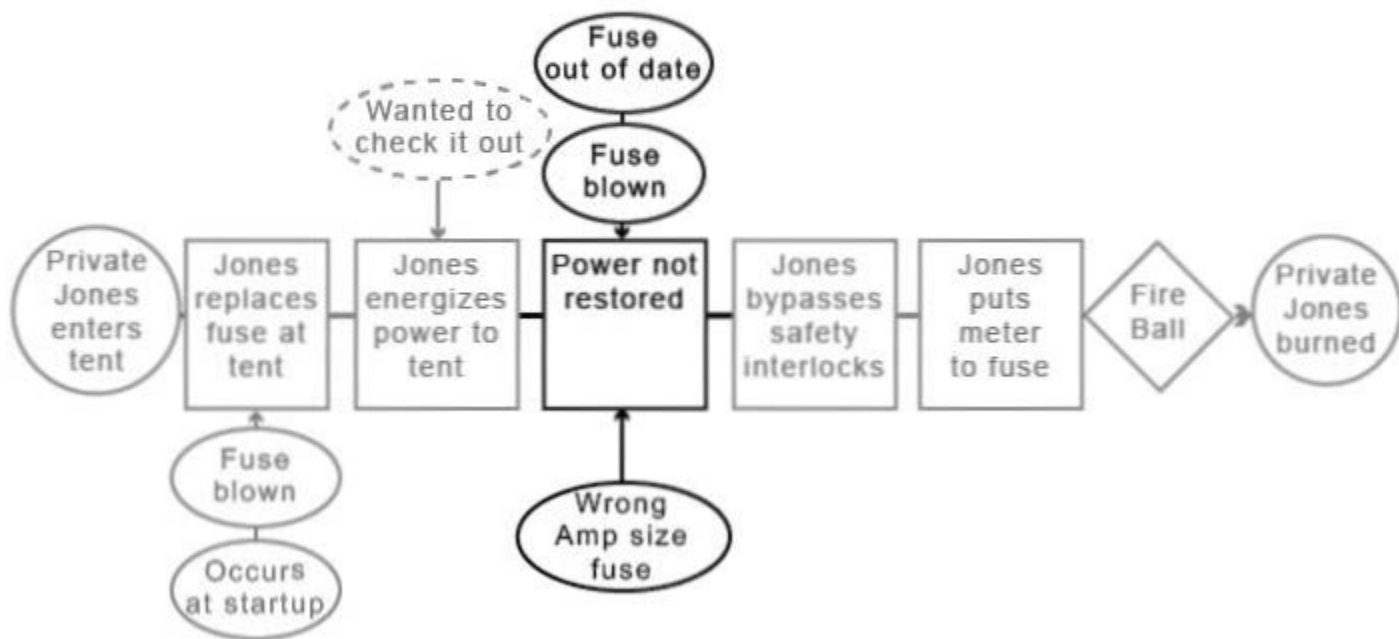 Fuse
out of date
Wanted to
check it out
Fuse
blown
Private
Jones
enters
tent
Jones
replaces
fuse at
tent
Jones
energizes
power to
tent
Power not
restored
Jones
bypasses
safety
interlocks
Jones
puts
meter
to fuse
Fire
Ball
Private
Jones
burned
Fuse
blown
Occurs
at startup
Wrong
Amp size
fuse